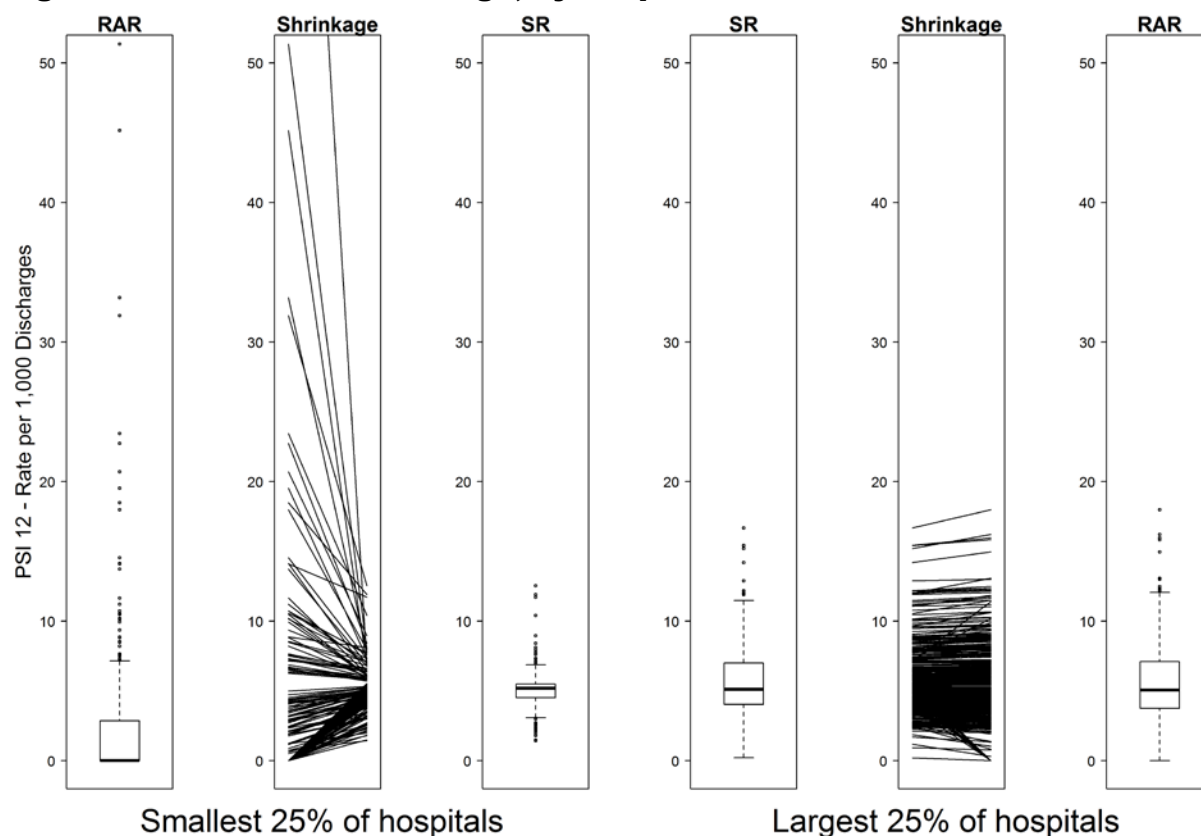 RAR Shrinkage SR SR Shrinkage RAR
PSI 12 - Rate per 1,000 Discharges
50 50 50 50 50 50
40 40 40 40 40 40
30 30 30 30 30 30
20 20 20 20 20 20
10 10 10 10 10 10
0 0 0 0 0 0
Smallest 25% of hospitals Largest 25% of hospitals